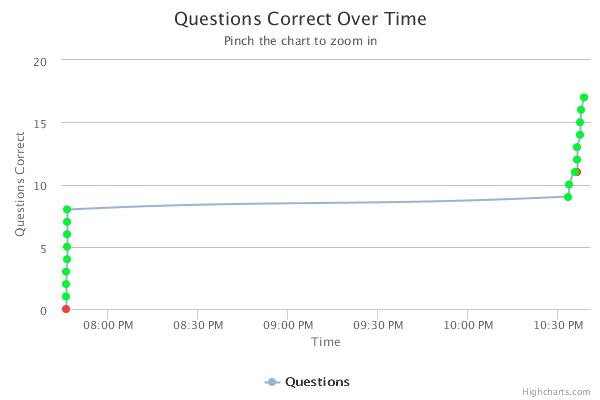 Questions Correct Over Time
Pinch the chart to zoom in
20
15
10
5
0
Questions Correct
08:00 PM 08:30 PM 09:00 PM 09:30 PM 10:00 PM 10:30 PM
Time
Questions
Highcharts.com